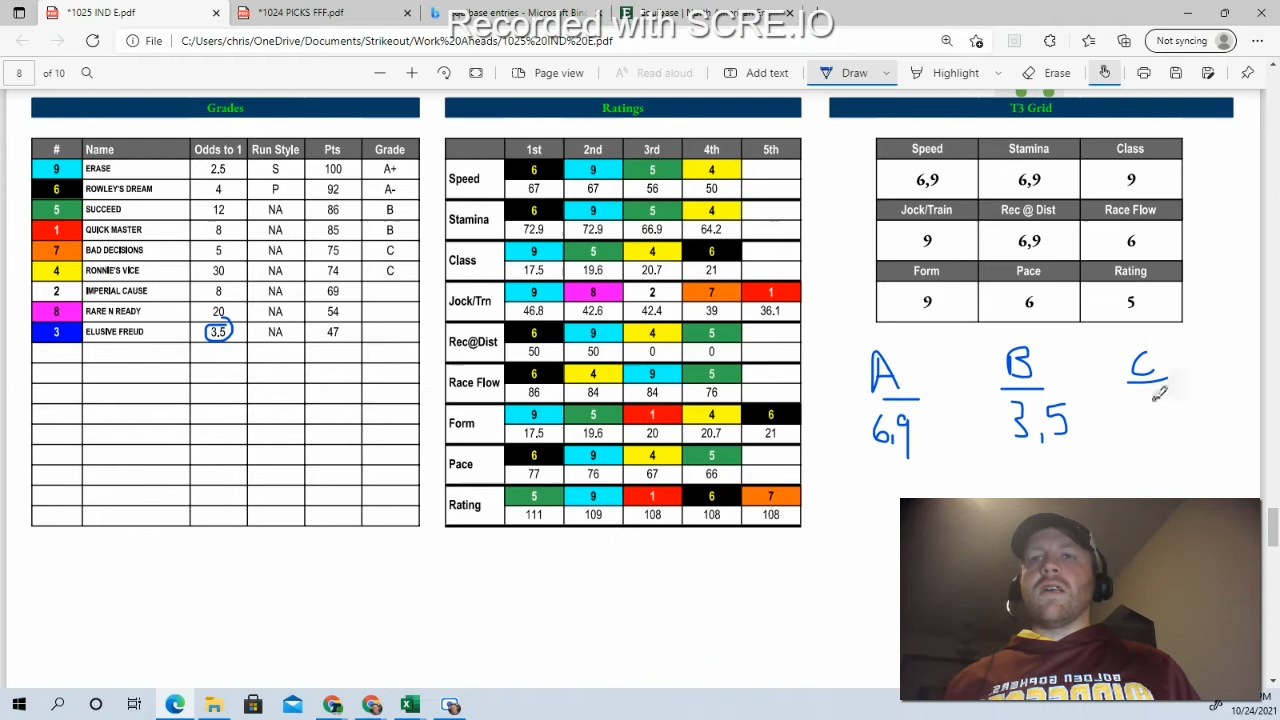 *1025 IND E.pdf
*1024 PICKS FFF.pdf
Recorded with SCRE.IO
File
C:/Users/chris/OneDrive/Documents/Strikeout/Work%20Aheads/1025%20IND%20E.pdf
Not syncing
8 of 10
Page view
Read aloud
Add text
Draw
Highlight
Erase
Grades
# Name Odds to 1 Run Style Pts Grade
9 ERASE 2.5 S 100 A+
6 ROWLEY'S DREAM 4 P 92 A-
5 SUCCEED 12 NA 86 B
1 QUICK MASTER 8 NA 85 B
7 BAD DECISIONS 5 NA 75 C
4 RONNIE'S VICE 30 NA 74 C
2 IMPERIAL CAUSE 8 NA 69
8 RARE N READY 20 NA 54
3 ELUSIVE FREUD 3.5 NA 47
Ratings
1st 2nd 3rd 4th 5th
Speed 6 9 5 4
67 67 56 50
Stamina 6 9 5 4
72.9 72.9 66.9 64.2
Class 9 5 4 6
17.5 19.6 20.7 21
Jock/Trn 9 8 2 7 1
46.8 42.6 42.4 39 36.1
Rec@Dist 6 9 4 5
50 50 0 0
Race Flow 6 4 9 5
86 84 84 76
Form 9 5 1 4 6
17.5 19.6 20 20.7 21
Pace 6 9 4 5
77 76 67 66
Rating 5 9 1 6 7
111 109 108 108 108
T3 Grid
Speed Stamina Class
6,9 6,9 9
Jock/Train Rec @ Dist Race Flow
9 6,9 6
Form Pace Rating
9 6 5
A B C
6,9 3,5
GOLDEN GOPHERS
10/24/2021